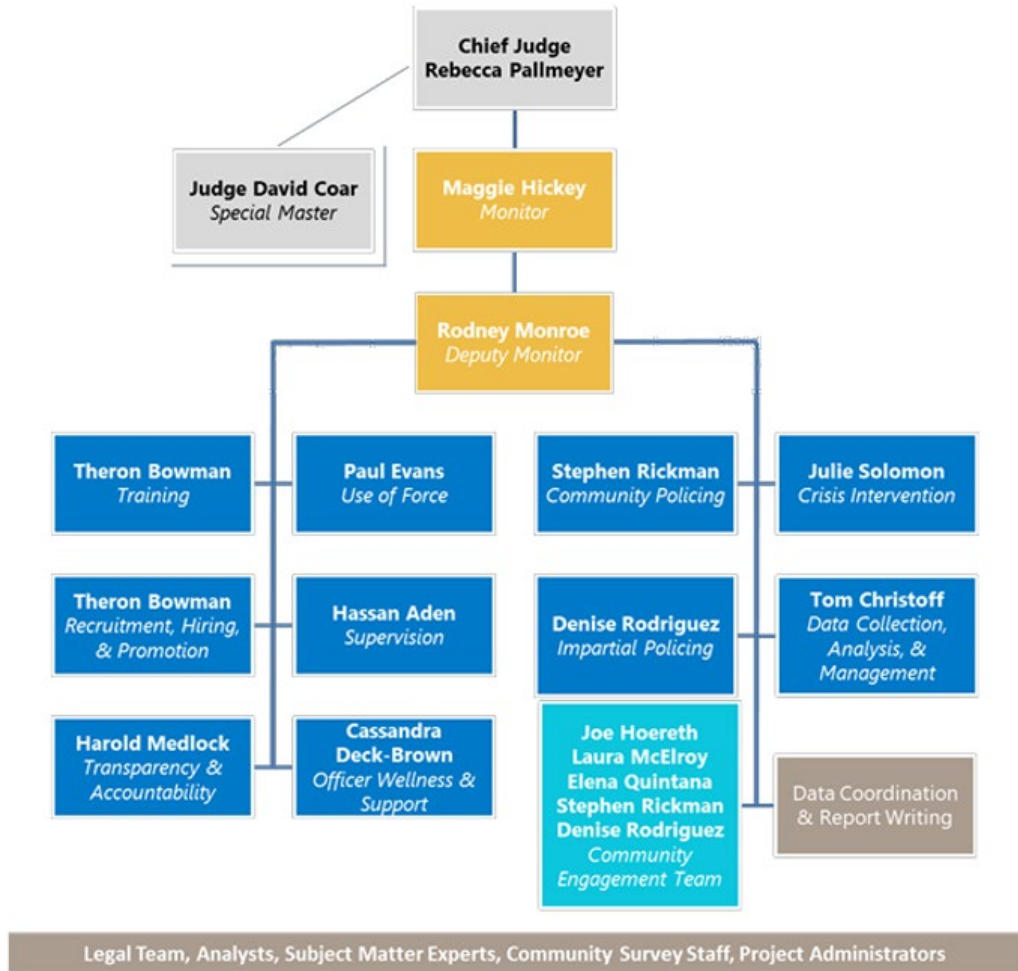 Chief Judge
Rebecca Pallmeyer
Judge David Coar
Special Master
Maggie Hickey
Monitor
Rodney Monroe
Deputy Monitor
Theron Bowman
Training
Paul Evans
Use of Force
Stephen Rickman
Community Policing
Julie Solomon
Crisis Intervention
Theron Bowman
Recruitment, Hiring,
& Promotion
Hassan Aden
Supervision
Denise Rodriguez
Impartial Policing
Tom Christoff
Data Collection,
Analysis, &
Management
Harold Medlock
Transparency &
Accountability
Cassandra
Deck-Brown
Officer Wellness &
Support
Joe Hoereth
Laura McElroy
Elena Quintana
Stephen Rickman
Denise Rodriguez
Community
Engagement Team
Data Coordination
& Report Writing
Legal Team, Analysts, Subject Matter Experts, Community Survey Staff, Project Administrators